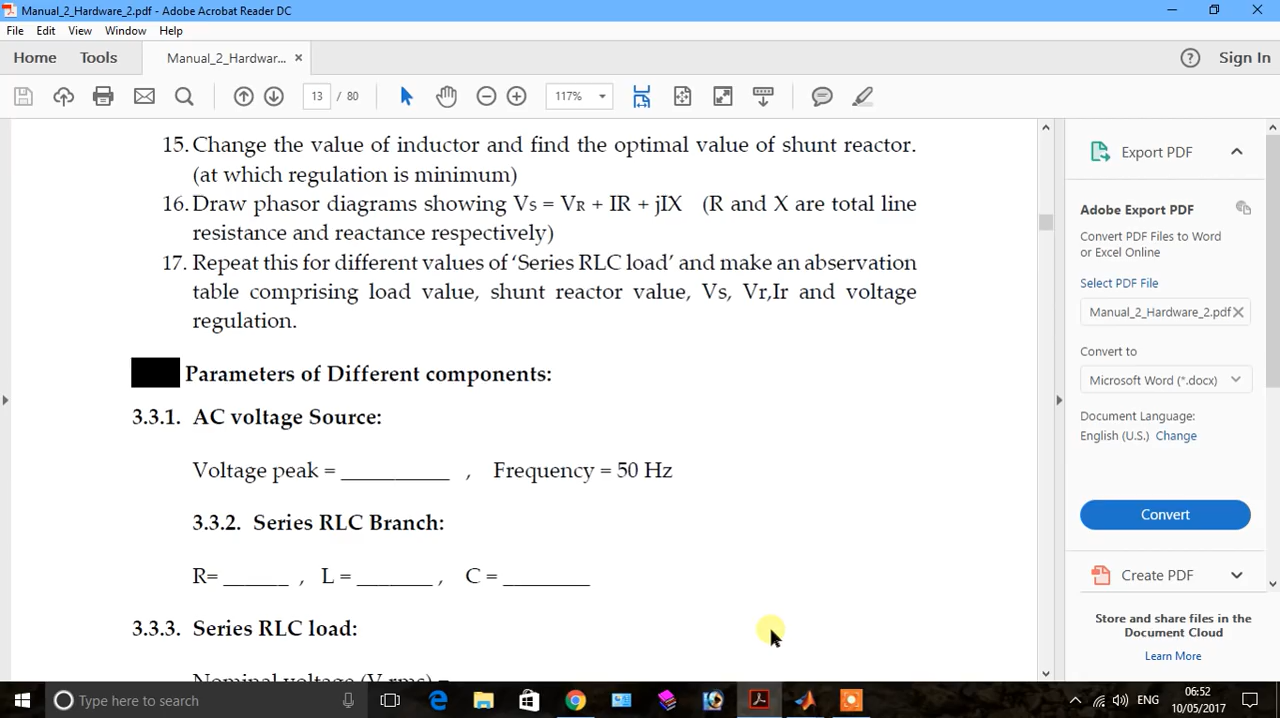 Manual_2_Hardware_2.pdf - Adobe Acrobat Reader DC
File Edit View Window Help
Home Tools Manual_2_Hardwar... × Sign In
13 / 80 117%
15. Change the value of inductor and find the optimal value of shunt reactor.
(at which regulation is minimum)
16. Draw phasor diagrams showing VS = VR + IR + jIX (R and X are total line
resistance and reactance respectively)
17. Repeat this for different values of ‘Series RLC load’ and make an abservation
table comprising load value, shunt reactor value, Vs, Vr,Ir and voltage
regulation.
Parameters of Different components:
3.3.1. AC voltage Source:
Voltage peak = __________ , Frequency = 50 Hz
3.3.2. Series RLC Branch:
R= ______ , L = _______ , C = ________
3.3.3. Series RLC load:
Nominal voltage (V rms) =
Export PDF
Adobe Export PDF
Convert PDF Files to Word
or Excel Online
Select PDF File
Manual_2_Hardware_2.pdf ×
Convert to
Microsoft Word (*.docx)
Document Language:
English (U.S.) Change
Convert
Create PDF
Store and share files in the
Document Cloud
Learn More
Type here to search
ENG
06:52
10/05/2017